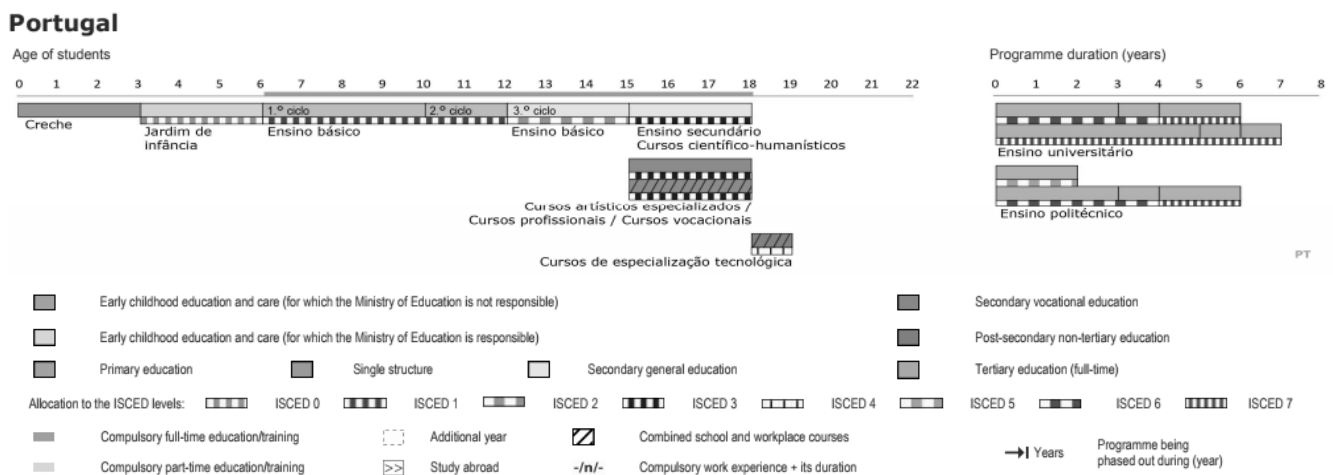 Portugal
Age of students
Programme duration (years)
0 1 2 3 4 5 6 7 8 9 10 11 12 13 14 15 16 17 18 19 20 21 22
0 1 2 3 4 5 6 7 8
1.º ciclo 2.º ciclo 3.º ciclo
Creche
Jardim de
infância
Ensino básico
Ensino básico
Ensino secundário
Cursos científico-humanísticos
Ensino universitário
Cursos artísticos especializados /
Cursos profissionais / Cursos vocacionais
Ensino politécnico
Cursos de especialização tecnológica
PT
Early childhood education and care (for which the Ministry of Education is not responsible)
Secondary vocational education
Early childhood education and care (for which the Ministry of Education is responsible)
Post-secondary non-tertiary education
Primary education
Single structure
Secondary general education
Tertiary education (full-time)
Allocation to the ISCED levels: ISCED 0 ISCED 1 ISCED 2 ISCED 3 ISCED 4 ISCED 5 ISCED 6 ISCED 7
Compulsory full-time education/training
Additional year
Combined school and workplace courses
Years
Programme being
phased out during (year)
Compulsory part-time education/training
>> Study abroad
-/n/- Compulsory work experience + its duration